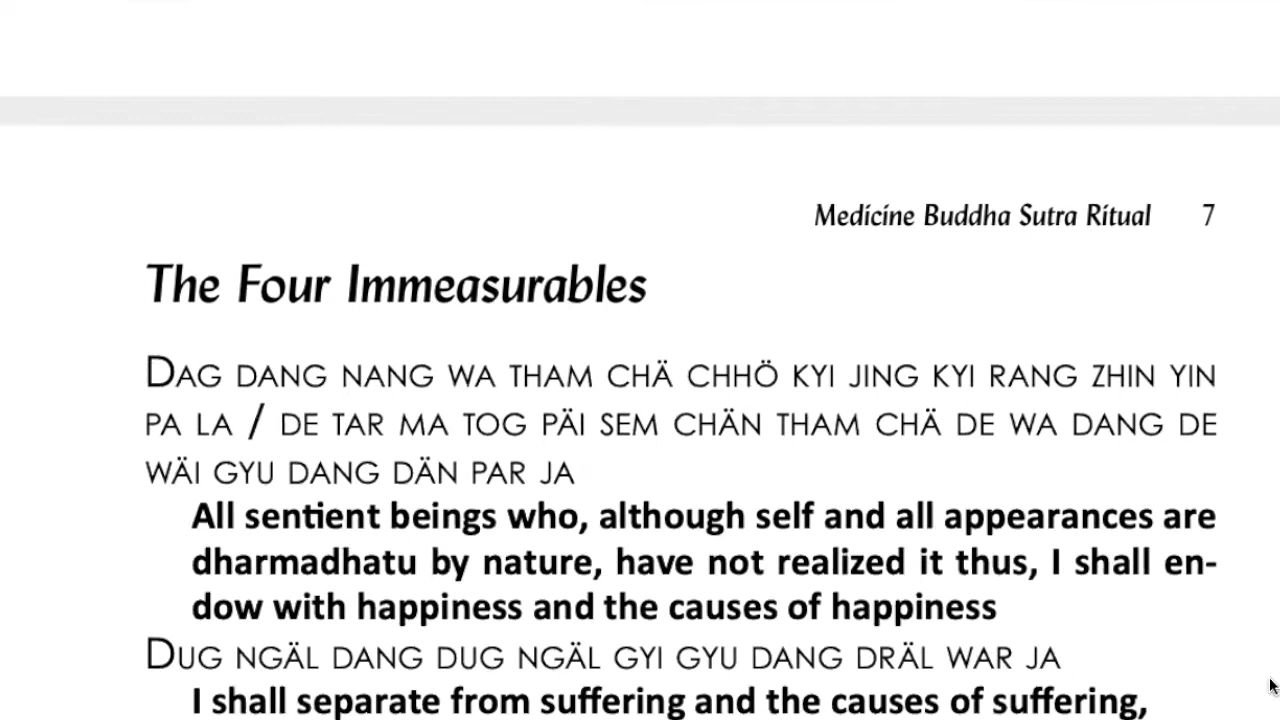 Medicine Buddha Sutra Ritual 7
The Four Immeasurables
DAG DANG NANG WA THAM CHÄ CHHÖ KYI JING KYI RANG ZHIN YIN
PA LA / DE TAR MA TOG PÄI SEM CHÄN THAM CHÄ DE WA DANG DE
WÄI GYU DANG DÄN PAR JA
All sentient beings who, although self and all appearances are
dharmadhatu by nature, have not realized it thus, I shall en-
dow with happiness and the causes of happiness
DUG NGÄL DANG DUG NGÄL GYI GYU DANG DRÄL WAR JA
I shall separate from suffering and the causes of suffering,